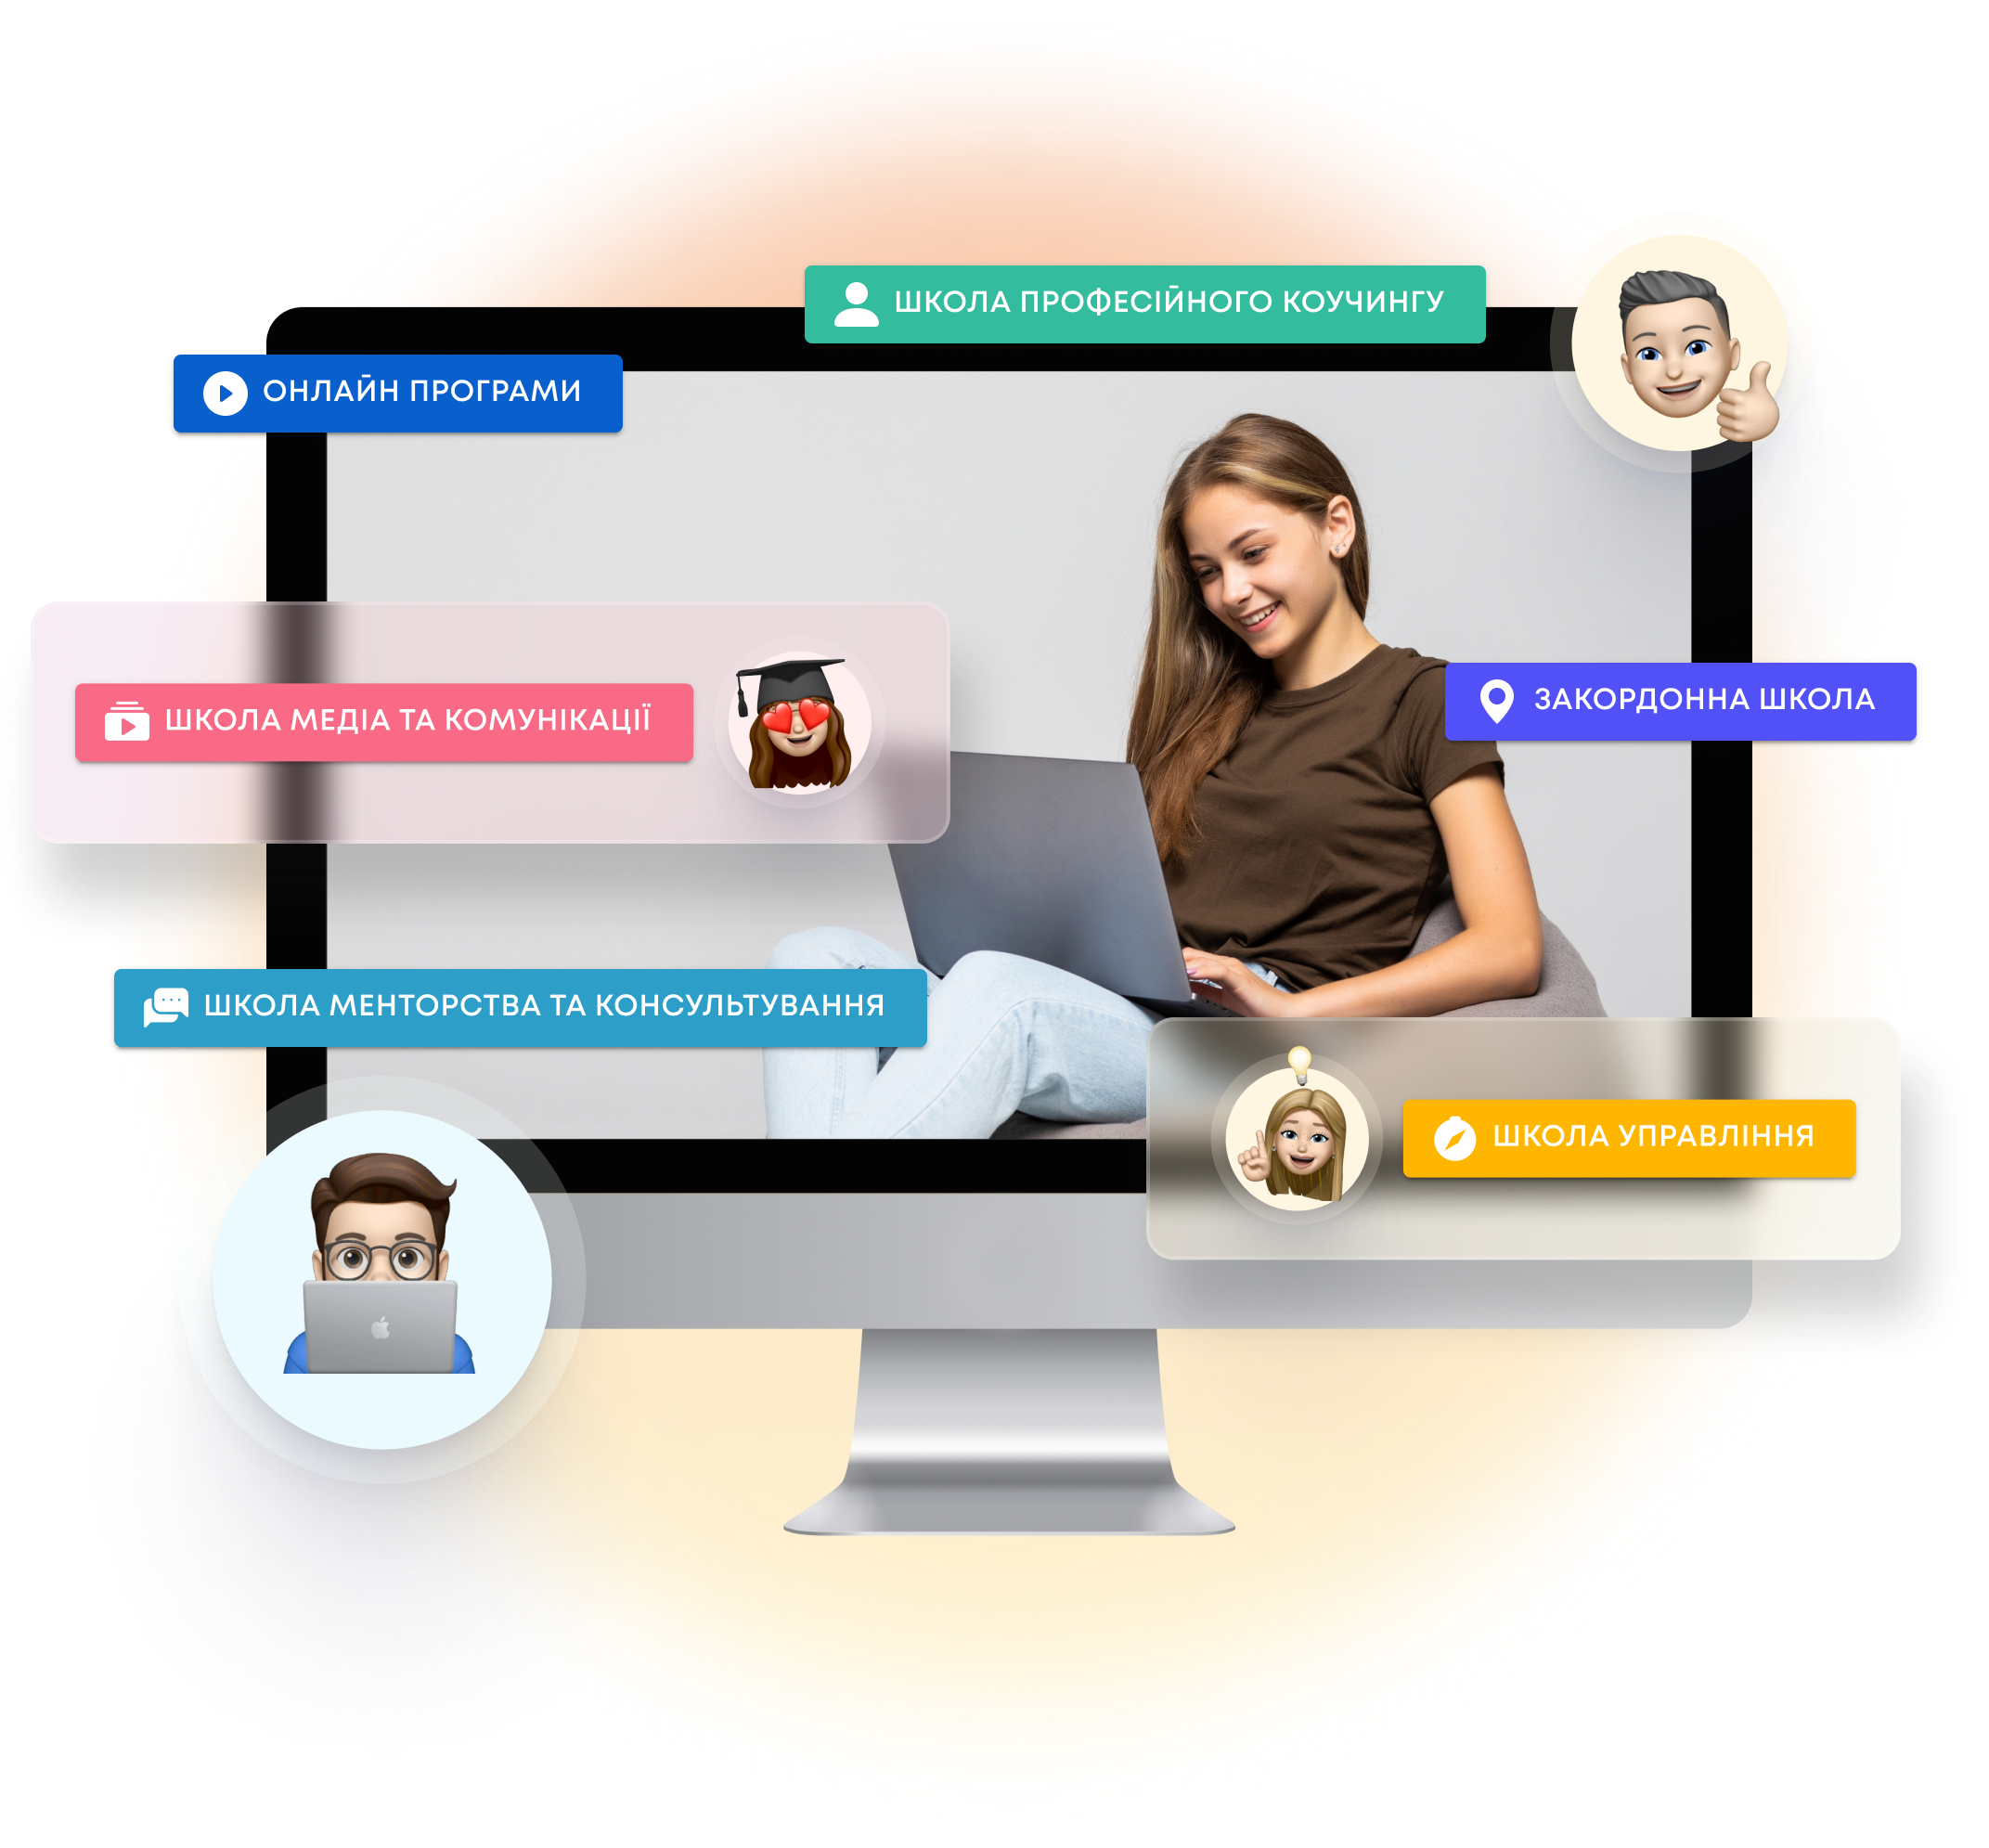 ШКОЛА ПРОФЕСІЙНОГО КОУЧИНГУ
ОНЛАЙН ПРОГРАМИ
ШКОЛА МЕДІА ТА КОМУНІКАЦІЇ
ЗАКОРДОННА ШКОЛА
ШКОЛА МЕНТОРСТВА ТА КОНСУЛЬТУВАННЯ
ШКОЛА УПРАВЛІННЯ